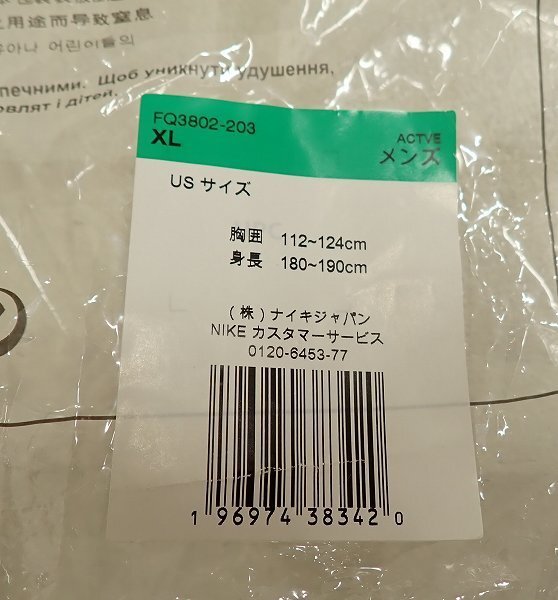 用途而导致窒息
아나 어린이들의
печними. Щоб уникнути удушення,
влят і дітей.
FQ3802-203
XL
ACTVE
メンズ
US サイズ
胸囲 112~124cm
身長 180~190cm
(株)ナイキジャパン
NIKE カスタマーサービス
0120-6453-77
1 96974 38342 0